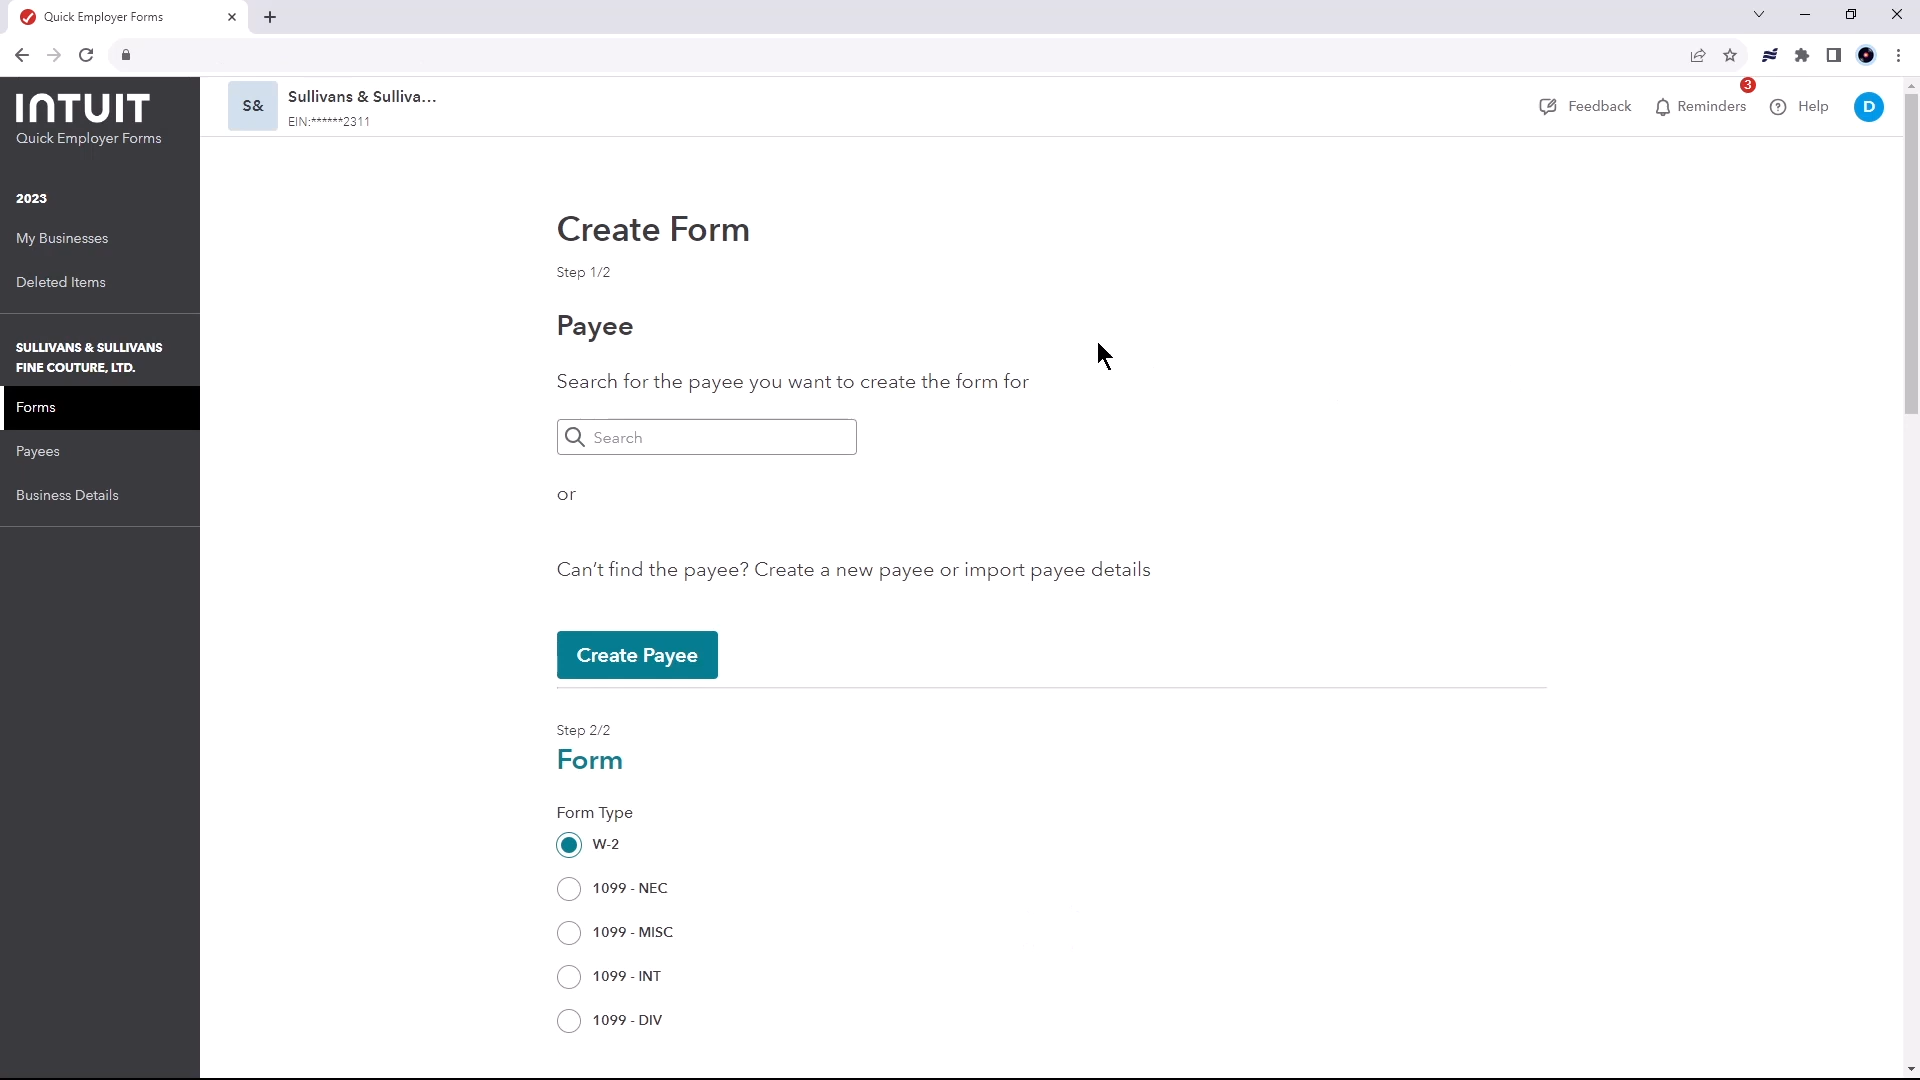 Quick Employer Forms
INTUIT
Quick Employer Forms
2023
My Businesses
Deleted Items
SULLIVANS & SULLIVANS
FINE COUTURE, LTD.
Forms
Payees
Business Details
S&
Sullivans & Sulliva...
EIN:******2311
Feedback
Reminders
3
Help
D
Create Form
Step 1/2
Payee
Search for the payee you want to create the form for
Search
or
Can't find the payee? Create a new payee or import payee details
Create Payee
Step 2/2
Form
Form Type
W-2
1099 - NEC
1099 - MISC
1099 - INT
1099 - DIV